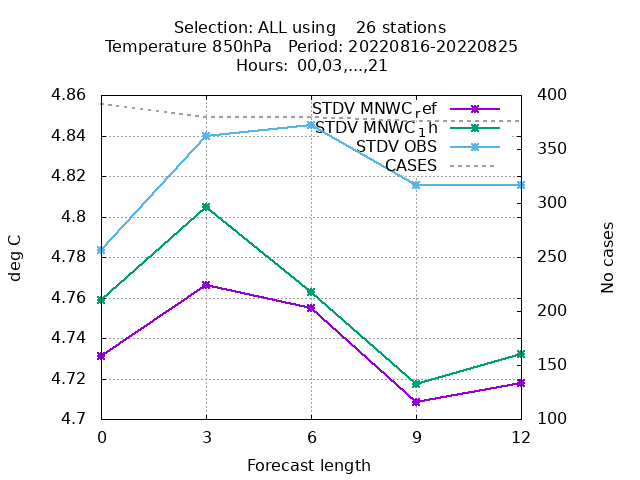 Selection: ALL using    26 stations
Temperature 850hPa   Period: 20220816-20220825
Hours: 00,03,...,21
4.86
4.84
4.82
4.8
4.78
4.76
4.74
4.72
4.7
deg C
STDV MNWC_ref
STDV MNWC_1h
STDV OBS
CASES
400
350
300
250
200
150
100
No cases
0 3 6 9 12
Forecast length